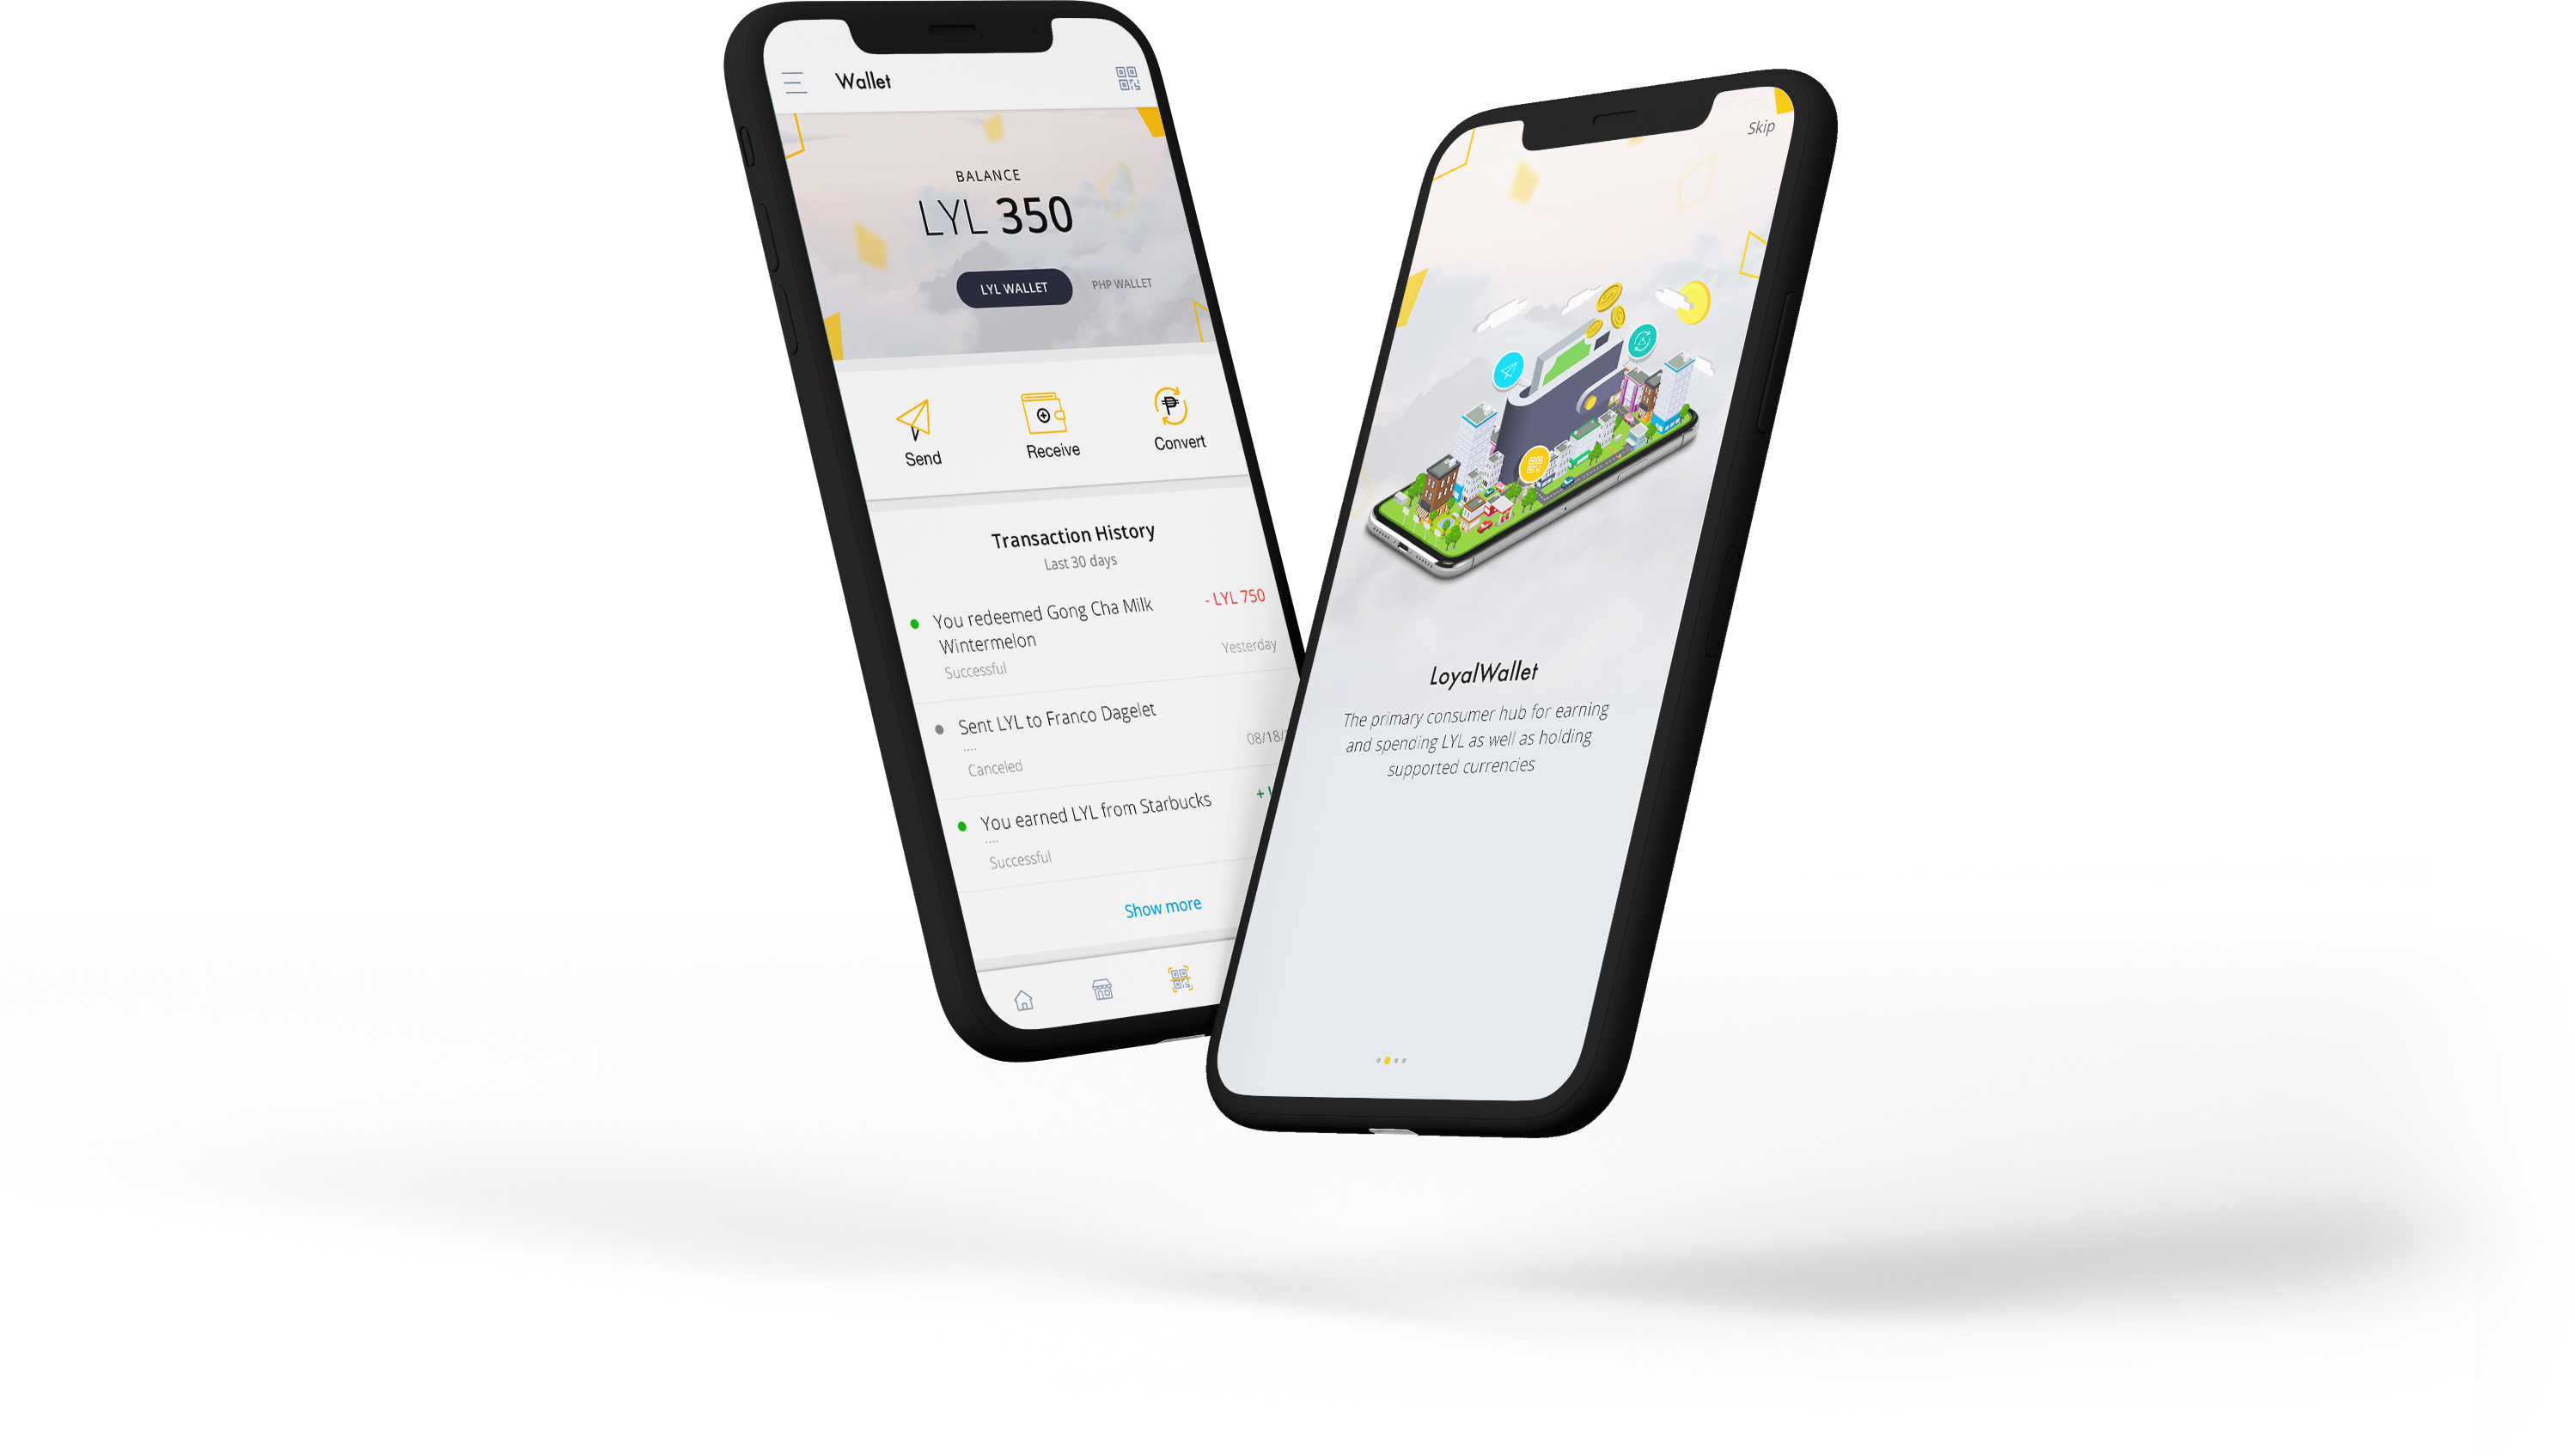 Wallet
BALANCE
LYL 350
LYL WALLET
PHP WALLET
Send
Receive
Convert
Transaction History
Last 30 days
You redeemed Gong Cha Milk
Wintermelon
- LYL 750
Successful
Yesterday
Sent LYL to Franco Dagelet
....
08/18/
Canceled
You earned LYL from Starbucks
+
....
Successful
Show more
Skip
LoyalWallet
The primary consumer hub for earning
and spending LYL as well as holding
supported currencies